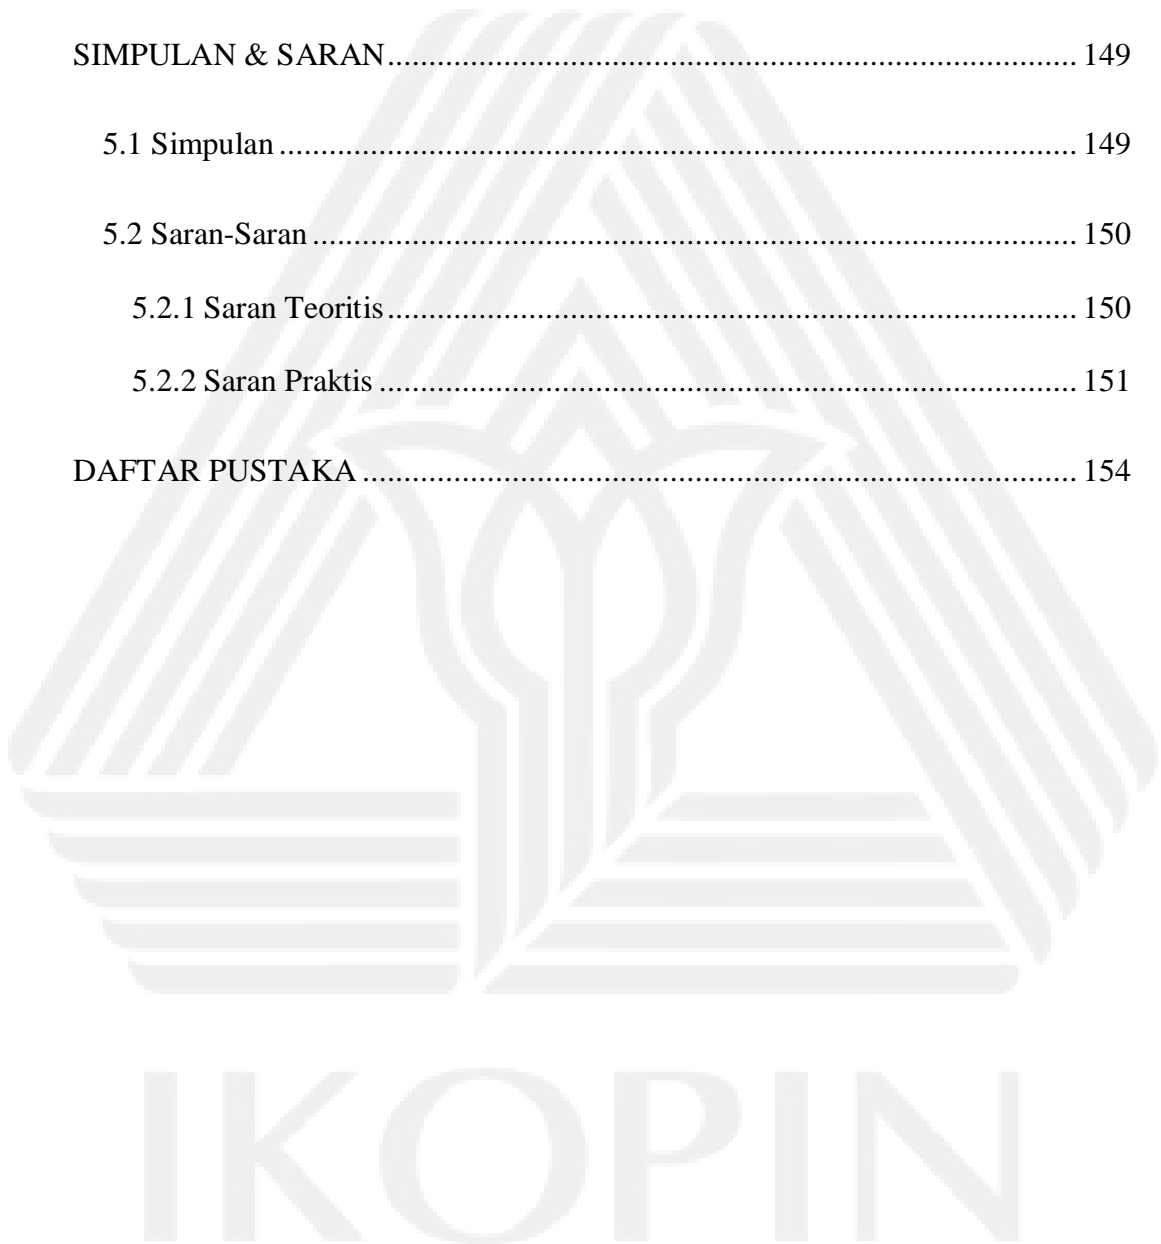 SIMPULAN & SARAN ........................................................................................ 149
5.1 Simpulan ................................................................................................... 149
5.2 Saran-Saran ............................................................................................... 150
5.2.1 Saran Teoritis ...................................................................................... 150
5.2.2 Saran Praktis ....................................................................................... 151
DAFTAR PUSTAKA ......................................................................................... 154
IKOPIN